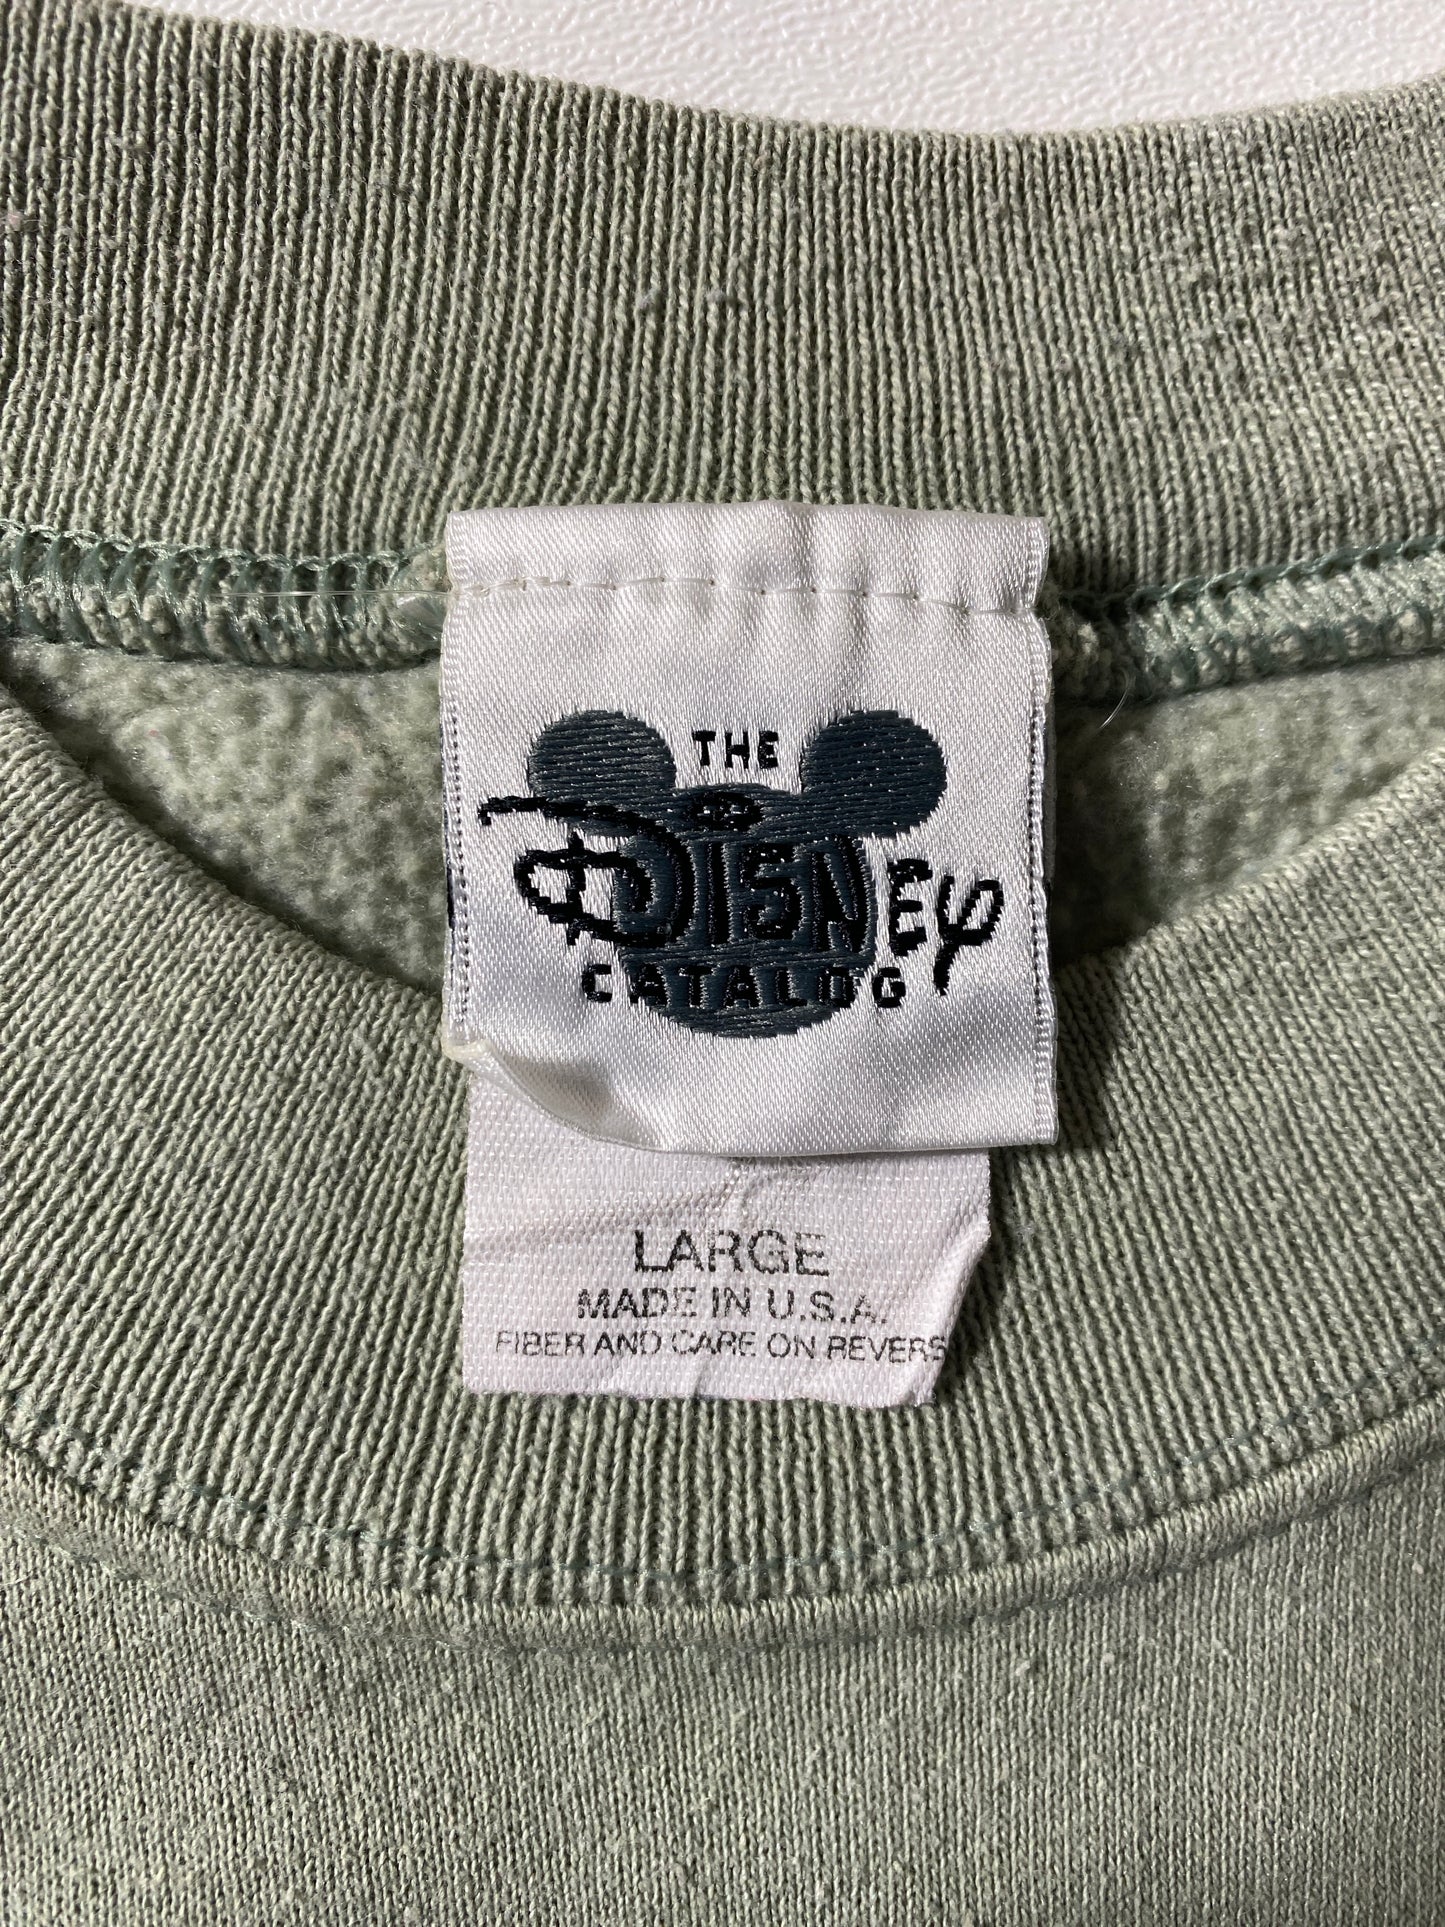 THE
DISNEY
CATALOG
LARGE
MADE IN U.S.A.
FIBER AND CARE ON REVERS